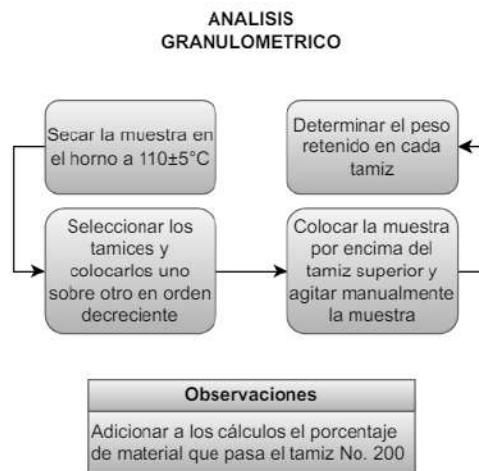 ANALISIS
GRANULOMETRICO
Secar la muestra en
el horno a 110±5°C
Seleccionar los
tamices y
colocarlos uno
sobre otro en orden
decreciente
Colocar la muestra
por encima del
tamiz superior y
agitar manualmente
la muestra
Determinar el peso
retenido en cada
tamiz
Observaciones
Adicionar a los cálculos el porcentaje
de material que pasa el tamiz No. 200